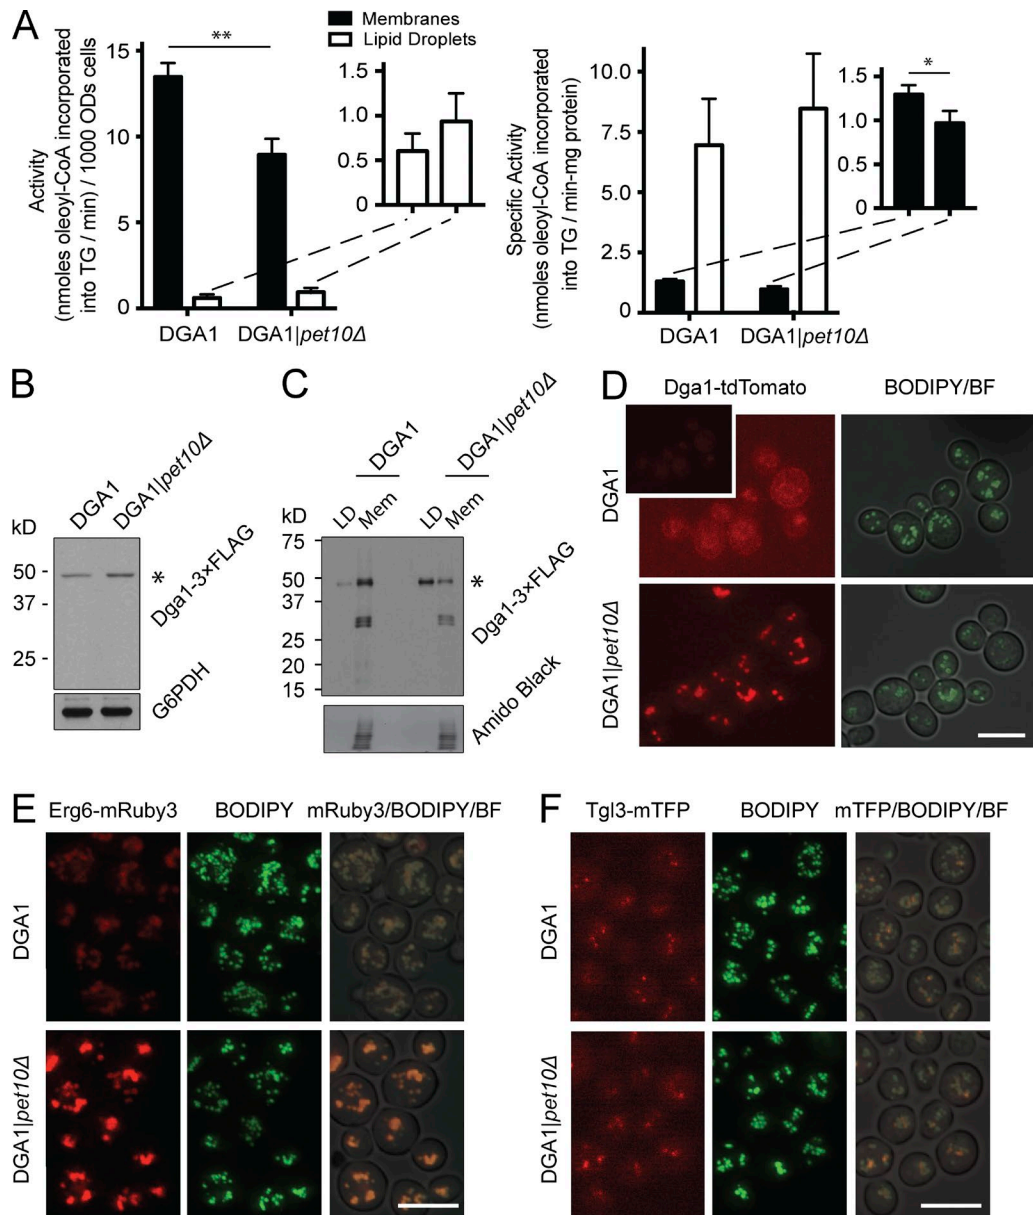 A
Activity
(nmoles oleoyl-CoA incorporated
into TG / min) / 1000 ODs cells
15
10
5
0
**
Membranes
Lipid Droplets
1.5
1.0
0.5
0
DGA1
DGA1|pet10Δ
Specific Activity
(nmoles oleoyl-CoA incorporated
into TG / min-mg protein)
10.0
7.5
5.0
2.5
0
*
1.5
1.0
0.5
0
DGA1
DGA1|pet10Δ
B
DGA1
DGA1|pet10Δ
kD
50 -
37 -
25 -
*
Dga1-3×FLAG
G6PDH
C
DGA1
DGA1|pet10Δ
LD
Mem
LD
Mem
kD
75
50
37
25
20
15
*
Dga1-3×FLAG
Amido Black
D
Dga1-tdTomato
BODIPY/BF
DGA1
DGA1|pet10Δ
E
Erg6-mRuby3
BODIPY
mRuby3/BODIPY/BF
DGA1
DGA1|pet10Δ
F
Tgl3-mTFP
BODIPY
mTFP/BODIPY/BF
DGA1
DGA1|pet10Δ